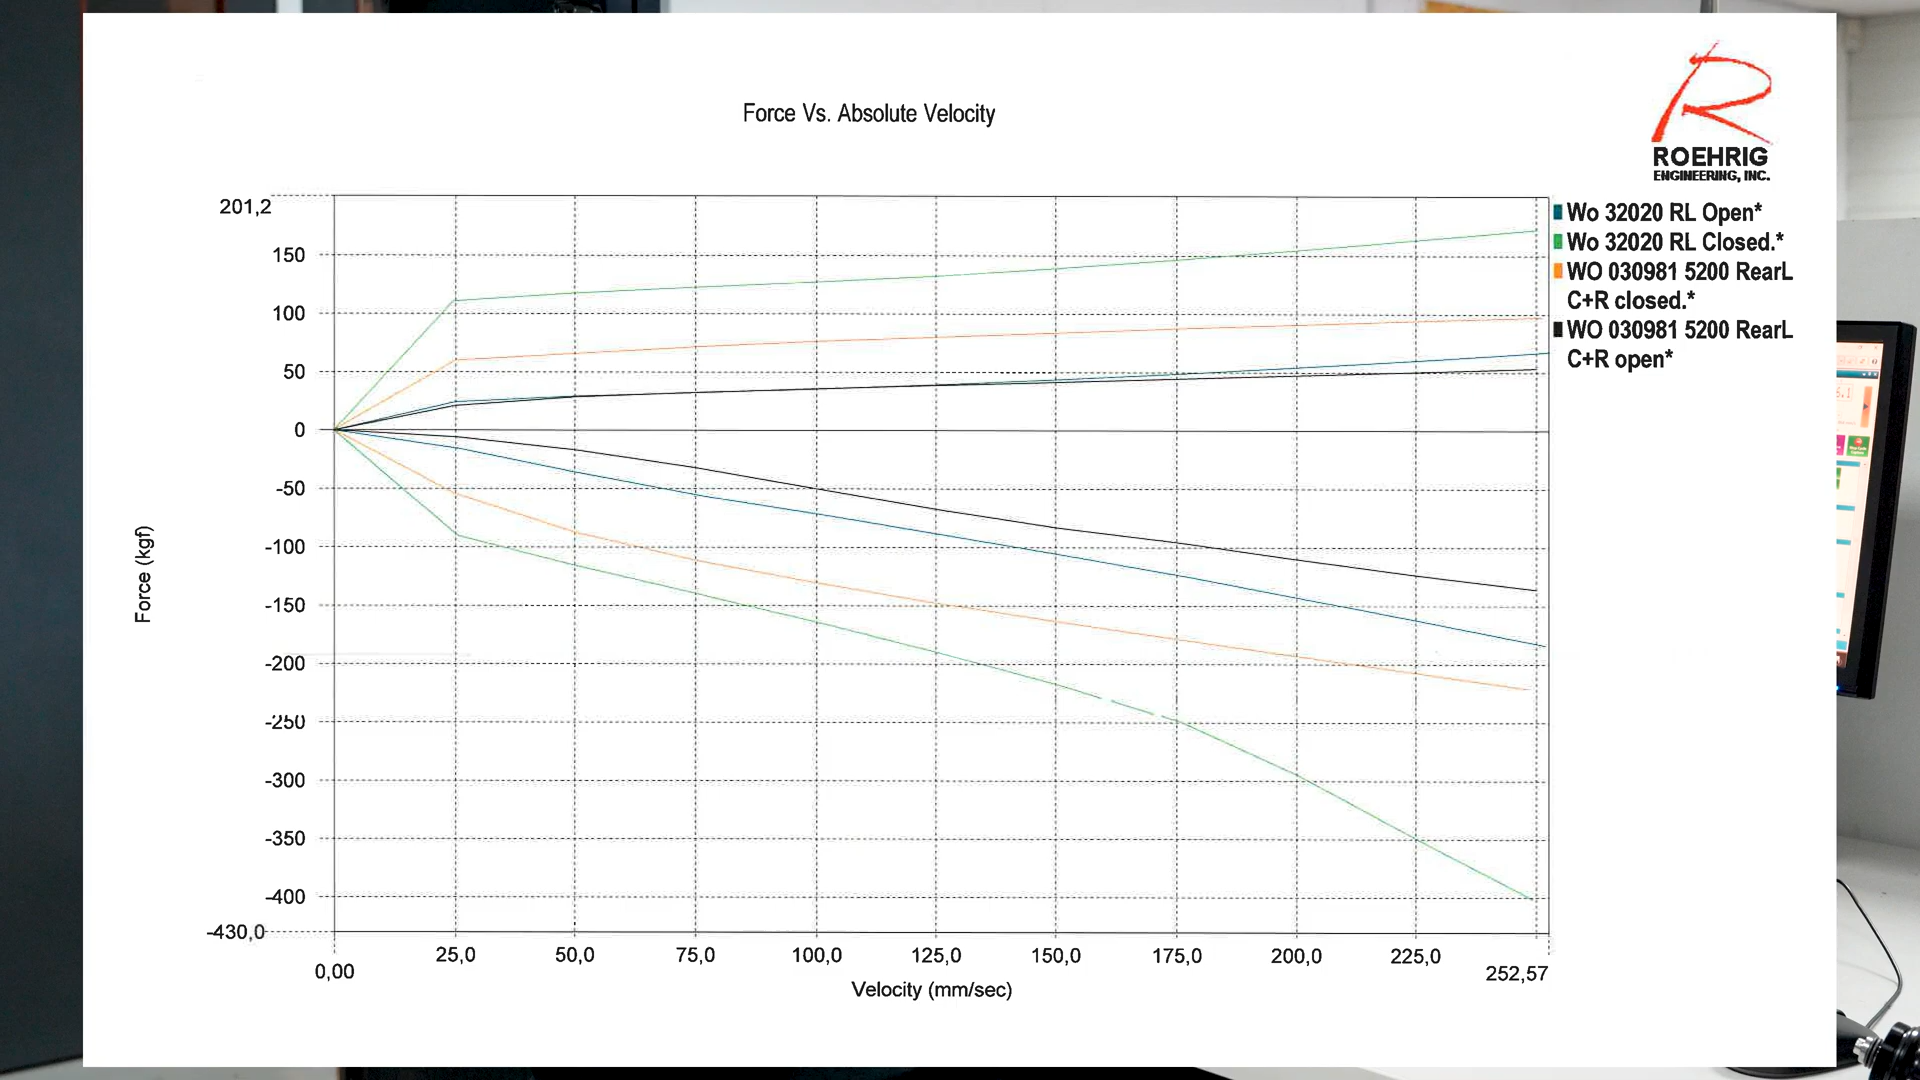 Force Vs. Absolute Velocity
ROEHRIG
ENGINEERING, INC.
Wo 32020 RL Open*
Wo 32020 RL Closed.*
WO 030981 5200 RearL
C+R closed.*
WO 030981 5200 RearL
C+R open*
201,2
150
100
50
0
-50
-100
-150
-200
-250
-300
-350
-400
-430,0
Force (kgf)
0,00
25,0
50,0
75,0
100,0
125,0
150,0
175,0
200,0
225,0
252,57
Velocity (mm/sec)